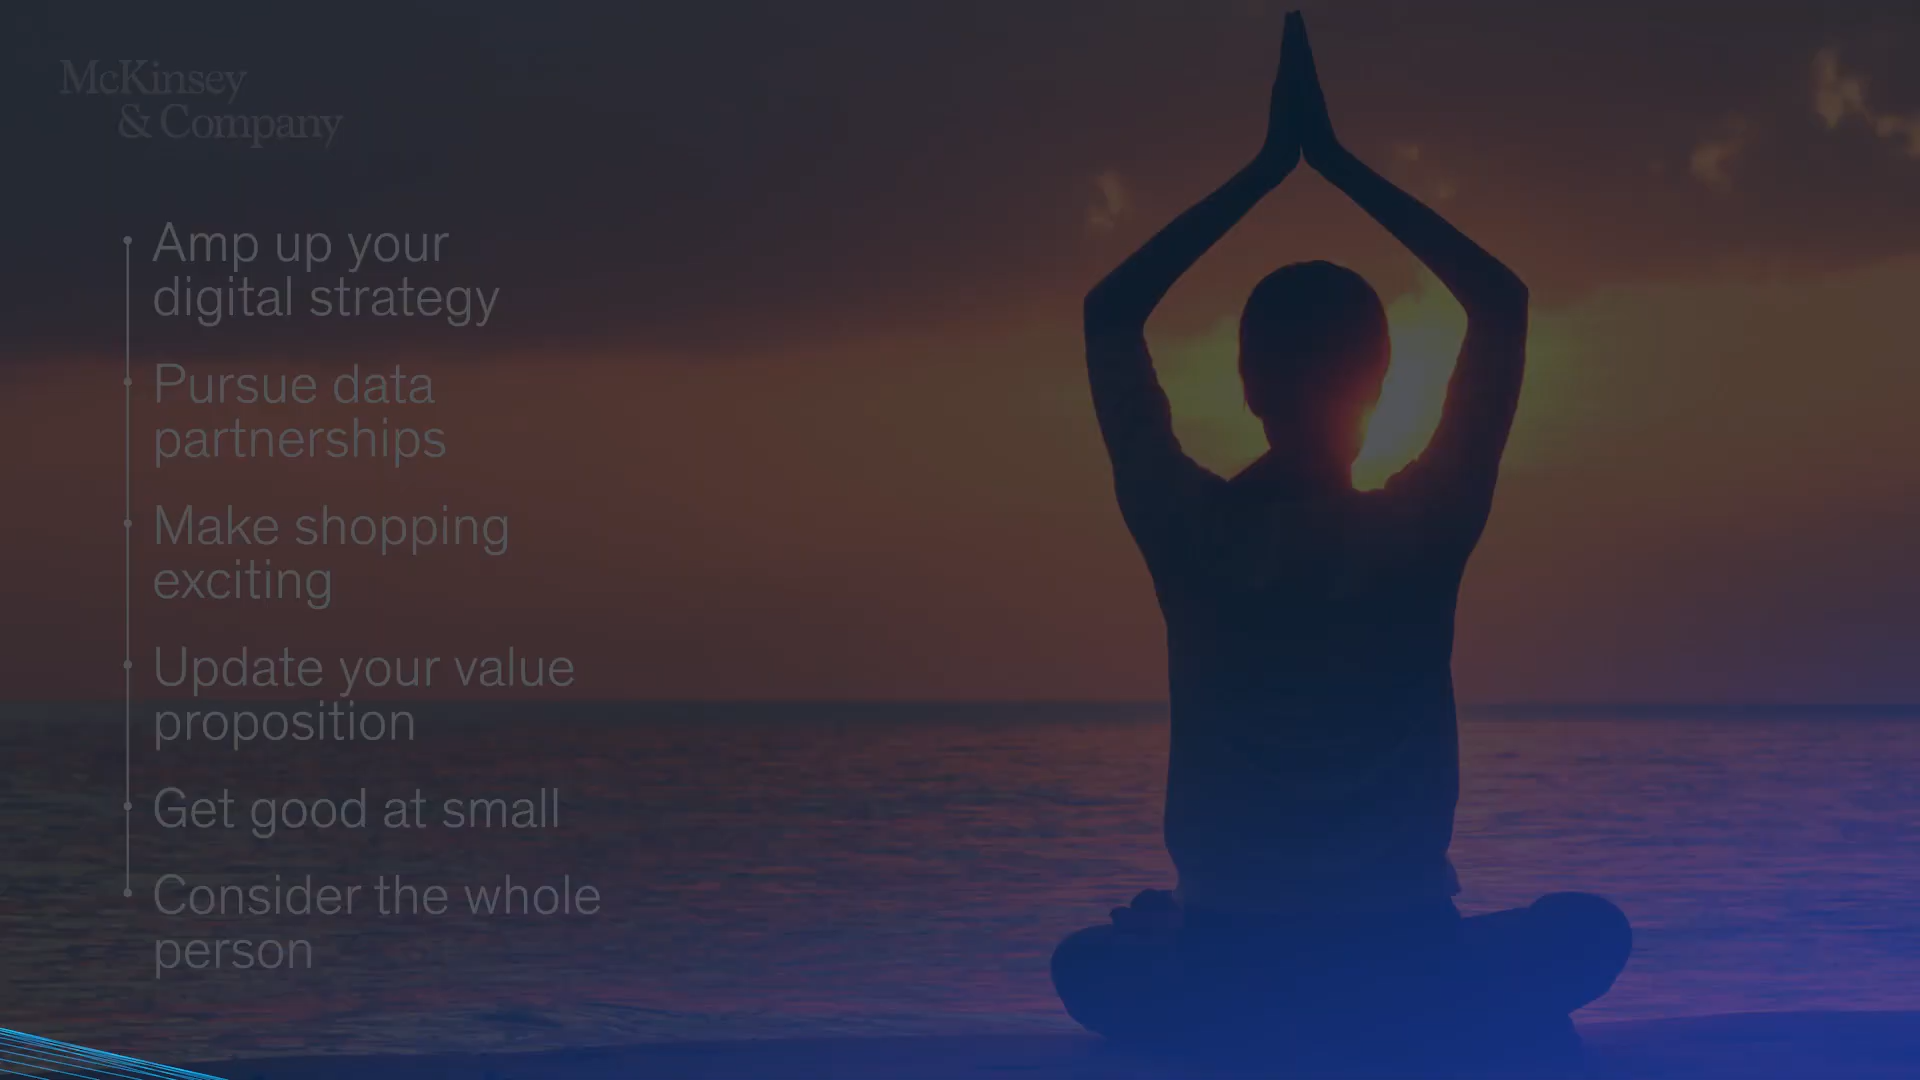 McKinsey
& Company
Amp up your
digital strategy
Pursue data
partnerships
Make shopping
exciting
Update your value
proposition
Get good at small
Consider the whole
person